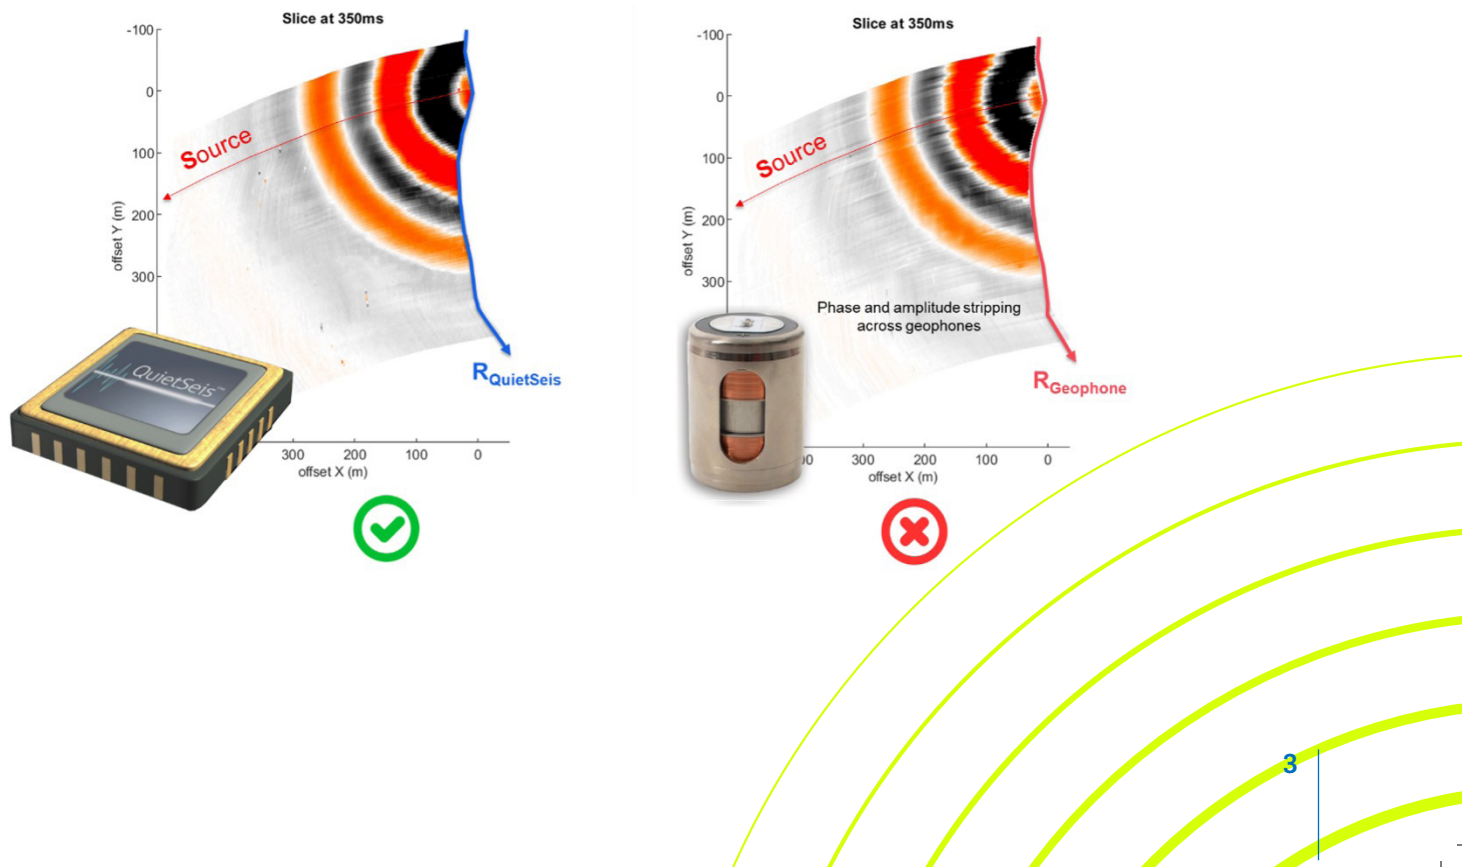 Slice at 350ms
-100
0
100
200
300
offset Y (m)
Source
QuietSeis™
R QuietSeis
300
200
100
0
offset X (m)
Slice at 350ms
-100
0
100
200
300
offset Y (m)
Source
Phase and amplitude stripping
across geophones
R Geophone
00
300
200
100
0
offset X (m)
3